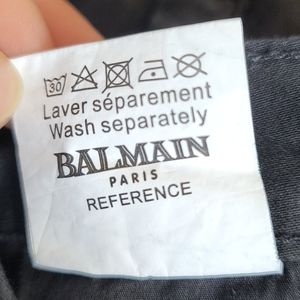 30
Laver séparement
Wash separately
BALMAIN
PARIS
REFERENCE